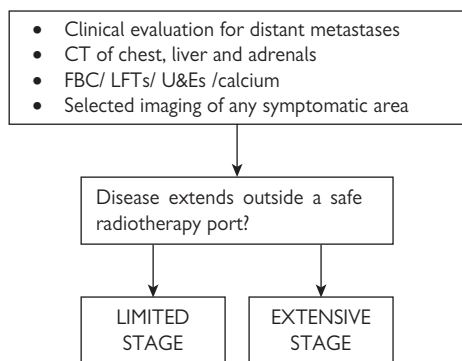 • Clinical evaluation for distant metastases
• CT of chest, liver and adrenals
• FBC/ LFTs/ U&Es /calcium
• Selected imaging of any symptomatic area
Disease extends outside a safe
radiotherapy port?
LIMITED
STAGE
EXTENSIVE
STAGE